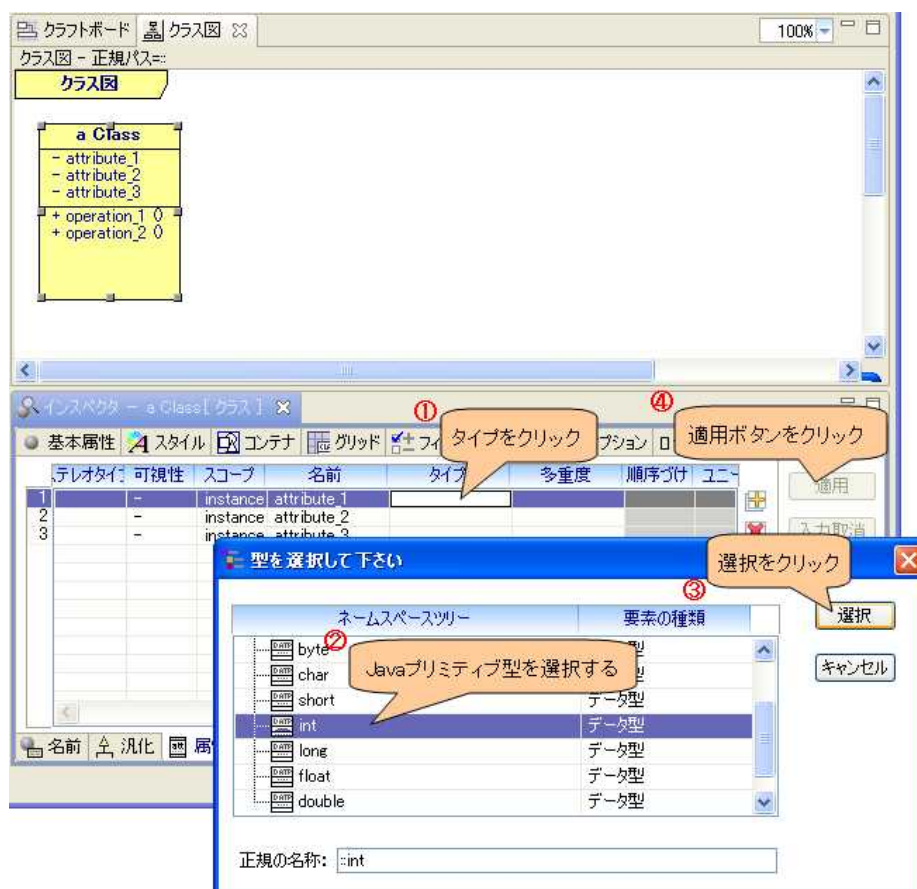 クラフトボード クラス図
100%
クラス図 - 正規パス=::
クラス図
a Class
- attribute_1
- attribute_2
- attribute_3
+ operation_1 ()
+ operation_2 ()
インスペクタ - a Class[ クラス ]
① ④
タイプをクリック
適用ボタンをクリック
基本属性 スタイル コンテナ グリッド フィ プション ロ
可視性 スコープ 名前 タイプ 多重度 順序づけ ユニー
適用
1 - instance attribute_1
2 - instance attribute_2
3 - instance attribute_3
入力取消
選択をクリック
型を選択して下さい
③
選択
ネームスペースツリー 要素の種類
②
byte
Javaプリミティブ型を選択する
char
キャンセル
short データ型
int データ型
long データ型
float データ型
double データ型
名前 汎化 属
正規の名称: ::int